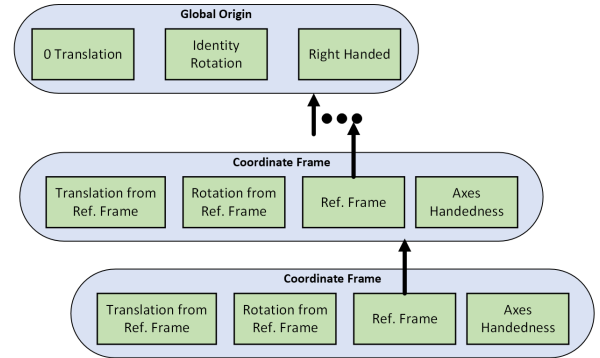 Global Origin
0 Translation
Identity
Rotation
Right Handed
Coordinate Frame
Translation from
Ref. Frame
Rotation from
Ref. Frame
Ref. Frame
Axes
Handedness
Coordinate Frame
Translation from
Ref. Frame
Rotation from
Ref. Frame
Ref. Frame
Axes
Handedness